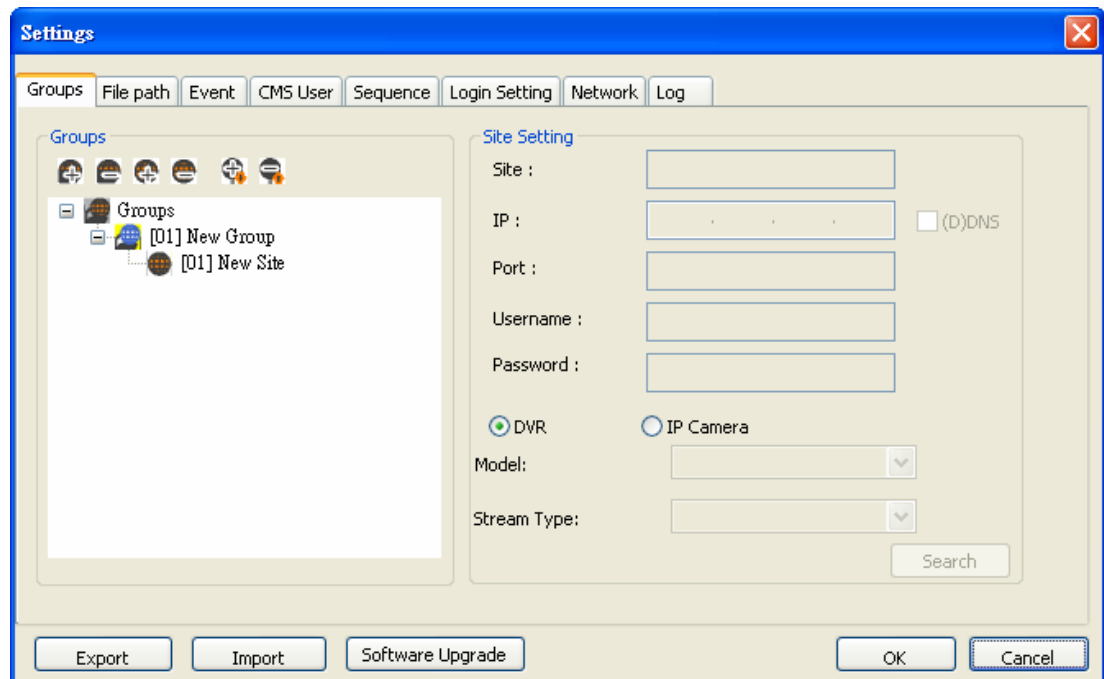 Settings
Groups File path Event CMS User Sequence Login Setting Network Log
Groups
Groups
[01] New Group
[01] New Site
Site Setting
Site :
IP : . . . (D)DNS
Port :
Username :
Password :
DVR IP Camera
Model:
Stream Type:
Search
Export Import Software Upgrade OK Cancel